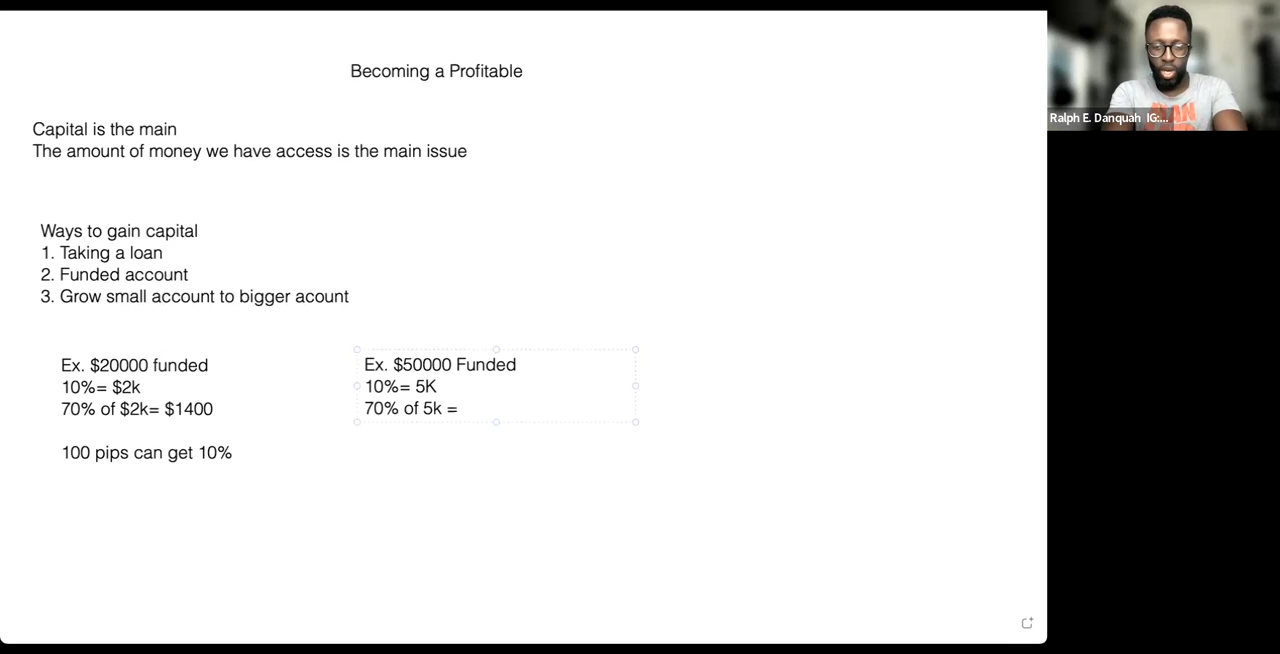 Becoming a Profitable
Capital is the main
The amount of money we have access is the main issue
Ways to gain capital
1. Taking a loan
2. Funded account
3. Grow small account to bigger acount
Ex. $20000 funded
10%= $2k
70% of $2k= $1400
100 pips can get 10%
Ex. $50000 Funded
10%= 5K
70% of 5k =
Ralph E. Danquah IG:...